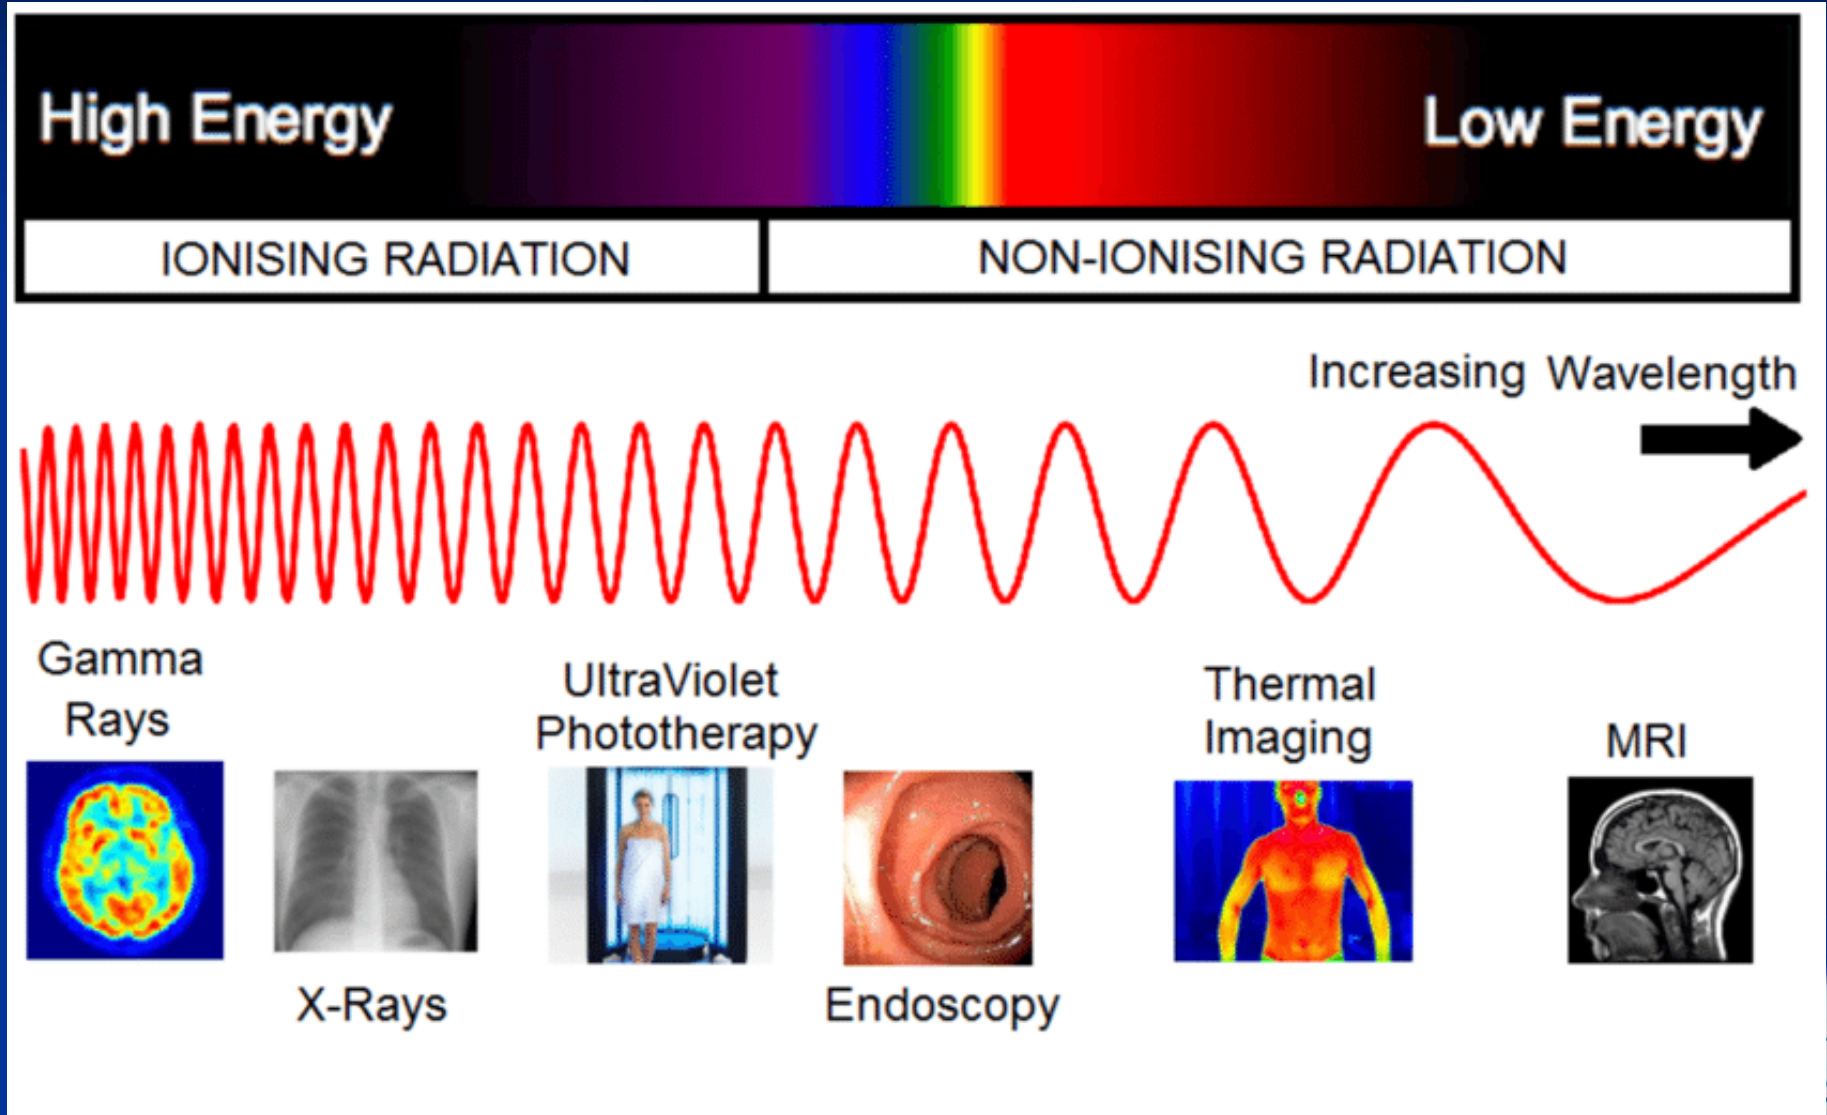 High Energy
Low Energy
IONISING RADIATION
NON-IONISING RADIATION
Increasing Wavelength
Gamma
Rays
UltraViolet
Phototherapy
Thermal
Imaging
MRI
X-Rays
Endoscopy